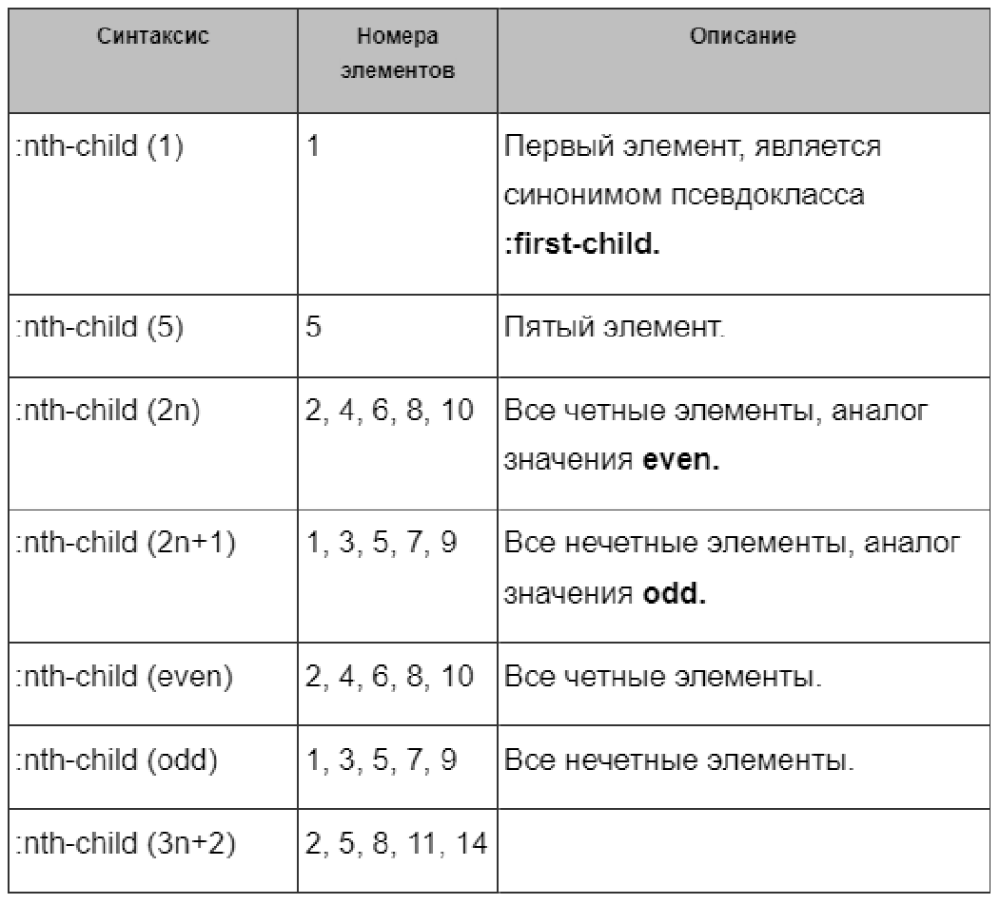 Синтаксис
Номера
элементов
Описание
:nth-child (1)
1
Первый элемент, является
синонимом псевдокласса
:first-child.
:nth-child (5)
5
Пятый элемент.
:nth-child (2n)
2, 4, 6, 8, 10
Все четные элементы, аналог
значения even.
:nth-child (2n+1)
1, 3, 5, 7, 9
Все нечетные элементы, аналог
значения odd.
:nth-child (even)
2, 4, 6, 8, 10
Все четные элементы.
:nth-child (odd)
1, 3, 5, 7, 9
Все нечетные элементы.
:nth-child (3n+2)
2, 5, 8, 11, 14